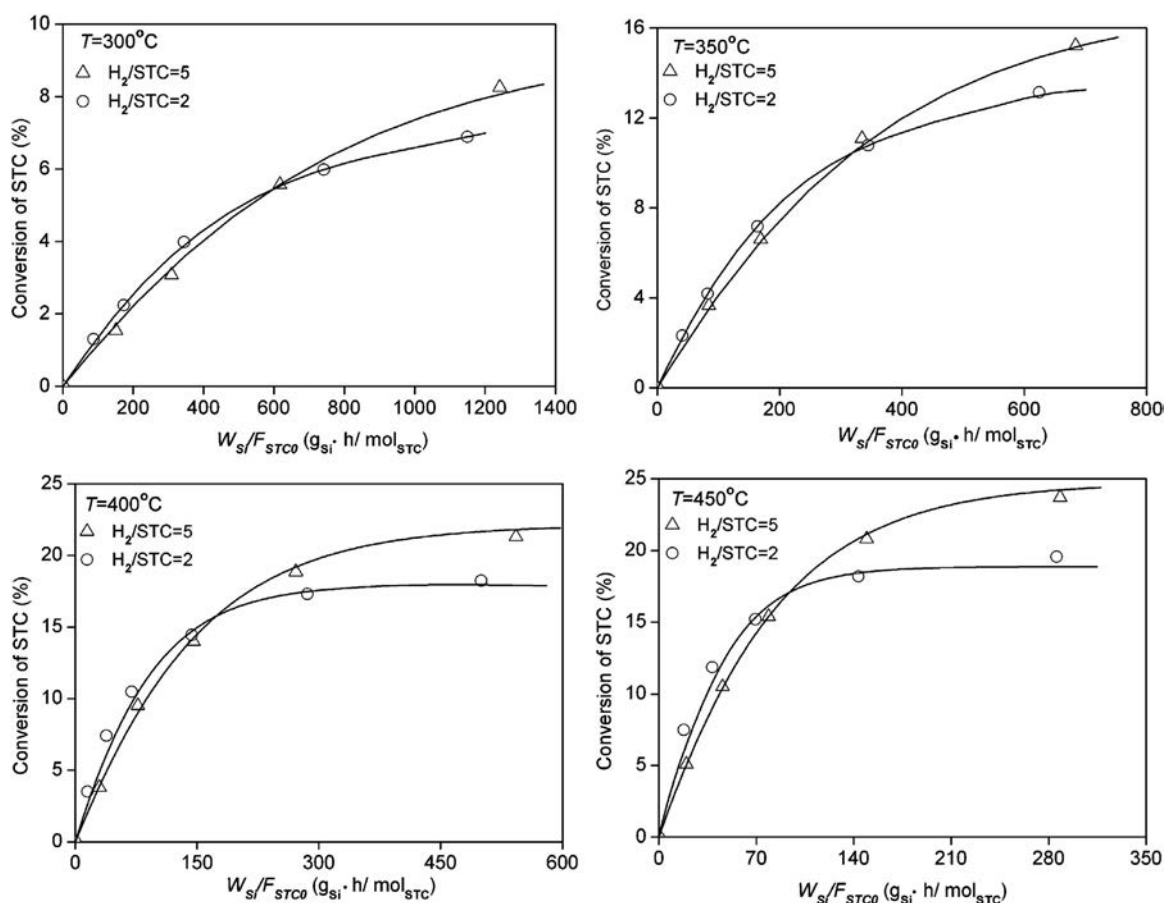 T=300°C
H2/STC=5
H2/STC=2
Conversion of STC (%)
10
8
6
4
2
0
0 200 400 600 800 1000 1200 1400
WSi/FSTC0 (gSi· h/ molSTC)
T=350°C
H2/STC=5
H2/STC=2
Conversion of STC (%)
16
12
8
4
0
0 200 400 600 800
WSi/FSTC0 (gSi· h/ molSTC)
T=400°C
H2/STC=5
H2/STC=2
Conversion of STC (%)
25
20
15
10
5
0
0 150 300 450 600
WSi/FSTC0 (gSi· h/ molSTC)
T=450°C
H2/STC=5
H2/STC=2
Conversion of STC (%)
25
20
15
10
5
0
0 70 140 210 280 350
WSi/FSTC0 (gSi· h/ molSTC)